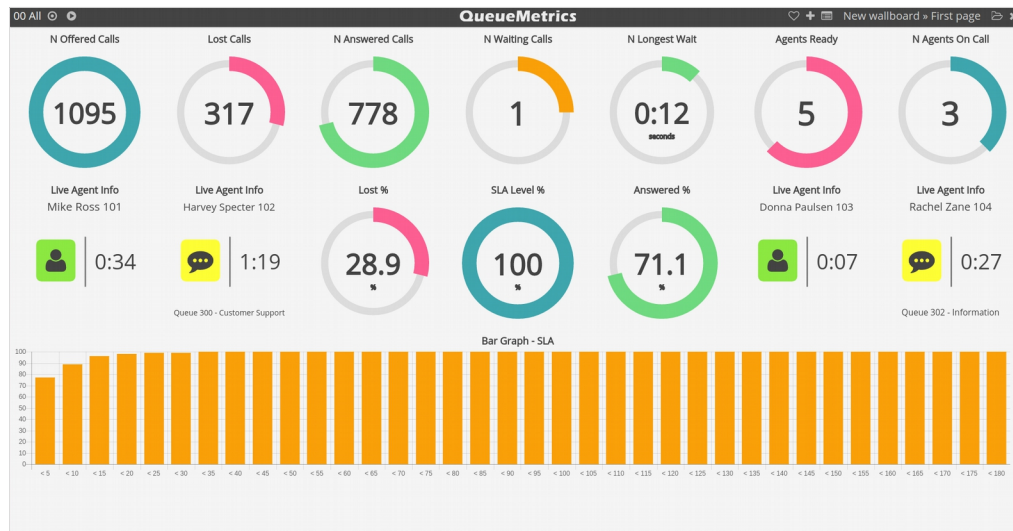 00 All
QueueMetrics
New wallboard » First page
N Offered Calls
Lost Calls
N Answered Calls
N Waiting Calls
N Longest Wait
Agents Ready
N Agents On Call
1095
317
778
1
0:12
seconds
5
3
Live Agent Info
Mike Ross 101
0:34
Live Agent Info
Harvey Specter 102
1:19
Queue 300 - Customer Support
Lost %
28.9
%
SLA Level %
100
%
Answered %
71.1
%
Live Agent Info
Donna Paulsen 103
0:07
Live Agent Info
Rachel Zane 104
0:27
Queue 302 - Information
Bar Graph - SLA
100
90
80
70
60
50
40
30
20
10
0
< 5 < 10 < 15 < 20 < 25 < 30 < 35 < 40 < 45 < 50 < 55 < 60 < 65 < 70 < 75 < 80 < 85 < 90 < 95 < 100 < 105 < 110 < 115 < 120 < 125 < 130 < 135 < 140 < 145 < 150 < 155 < 160 < 165 < 170 < 175 < 180